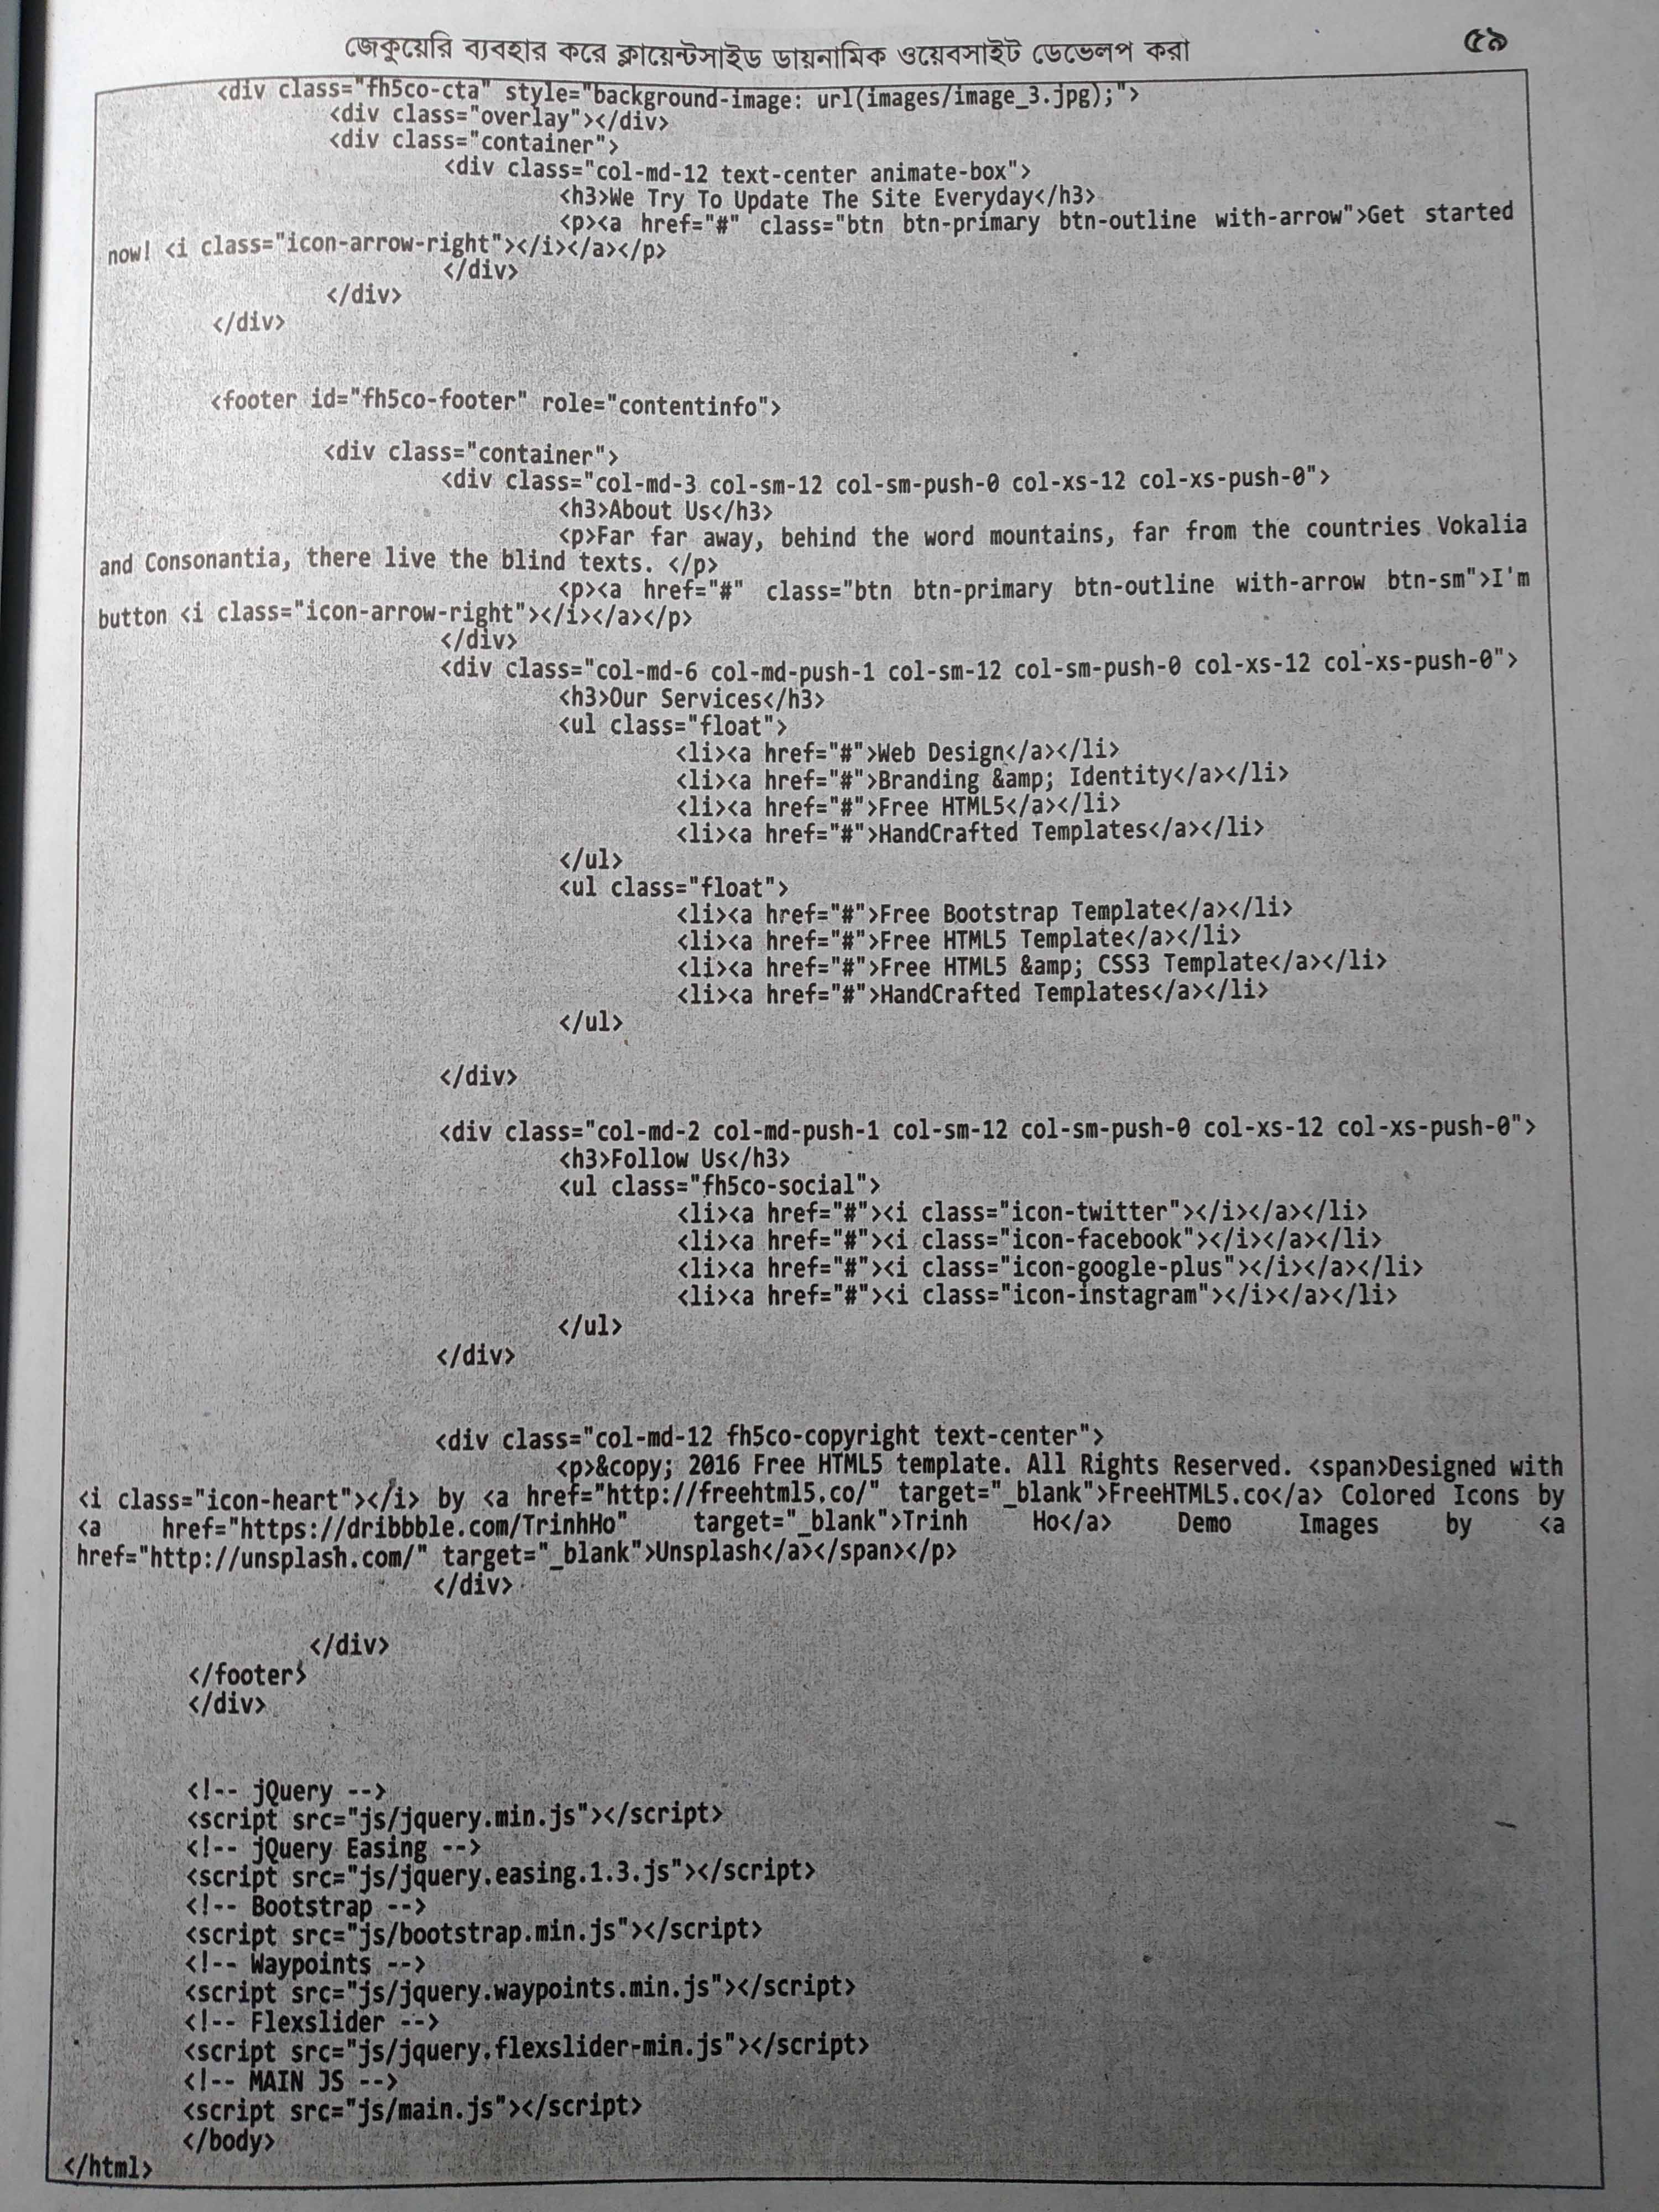 জেকুয়েরি ব্যবহার করে ক্লায়েন্টসাইড ডায়নামিক ওয়েবসাইট ডেভেলপ করা ৫৯
<div class="fh5co-cta" style="background-image: url(images/image_3.jpg);">
<div class="overlay"></div>
<div class="container">
<div class="col-md-12 text-center animate-box">
<h3>We Try To Update The Site Everyday</h3>
<p><a href="#" class="btn btn-primary btn-outline with-arrow">Get started
now! <i class="icon-arrow-right"></i></a></p>
</div>
</div>
</div>
<footer id="fh5co-footer" role="contentinfo">
<div class="container">
<div class="col-md-3 col-sm-12 col-sm-push-0 col-xs-12 col-xs-push-0">
<h3>About Us</h3>
<p>Far far away, behind the word mountains, far from the countries Vokalia
and Consonantia, there live the blind texts. </p>
<p><a href="#" class="btn btn-primary btn-outline with-arrow btn-sm">I'm
button <i class="icon-arrow-right"></i></a></p>
</div>
<div class="col-md-6 col-md-push-1 col-sm-12 col-sm-push-0 col-xs-12 col-xs-push-0">
<h3>Our Services</h3>
<ul class="float">
<li><a href="#">Web Design</a></li>
<li><a href="#">Branding &amp; Identity</a></li>
<li><a href="#">Free HTML5</a></li>
<li><a href="#">HandCrafted Templates</a></li>
</ul>
<ul class="float">
<li><a href="#">Free Bootstrap Template</a></li>
<li><a href="#">Free HTML5 Template</a></li>
<li><a href="#">Free HTML5 &amp; CSS3 Template</a></li>
<li><a href="#">HandCrafted Templates</a></li>
</ul>
</div>
<div class="col-md-2 col-md-push-1 col-sm-12 col-sm-push-0 col-xs-12 col-xs-push-0">
<h3>Follow Us</h3>
<ul class="fh5co-social">
<li><a href="#"><i class="icon-twitter"></i></a></li>
<li><a href="#"><i class="icon-facebook"></i></a></li>
<li><a href="#"><i class="icon-google-plus"></i></a></li>
<li><a href="#"><i class="icon-instagram"></i></a></li>
</ul>
</div>
<div class="col-md-12 fh5co-copyright text-center">
<p>&copy; 2016 Free HTML5 template. All Rights Reserved. <span>Designed with
<i class="icon-heart"></i> by <a href="http://freehtml5.co/" target="_blank">FreeHTML5.co</a> Colored Icons by
<a href="https://dribbble.com/TrinhHo" target="_blank">Trinh Ho</a> Demo Images by <a
href="http://unsplash.com/" target="_blank">Unsplash</a></span></p>
</div>
</div>
</footer>
</div>
<!-- jQuery -->
<script src="js/jquery.min.js"></script>
<!-- jQuery Easing -->
<script src="js/jquery.easing.1.3.js"></script>
<!-- Bootstrap -->
<script src="js/bootstrap.min.js"></script>
<!-- Waypoints -->
<script src="js/jquery.waypoints.min.js"></script>
<!-- Flexslider -->
<script src="js/jquery.flexslider-min.js"></script>
<!-- MAIN JS -->
<script src="js/main.js"></script>
</body>
</html>